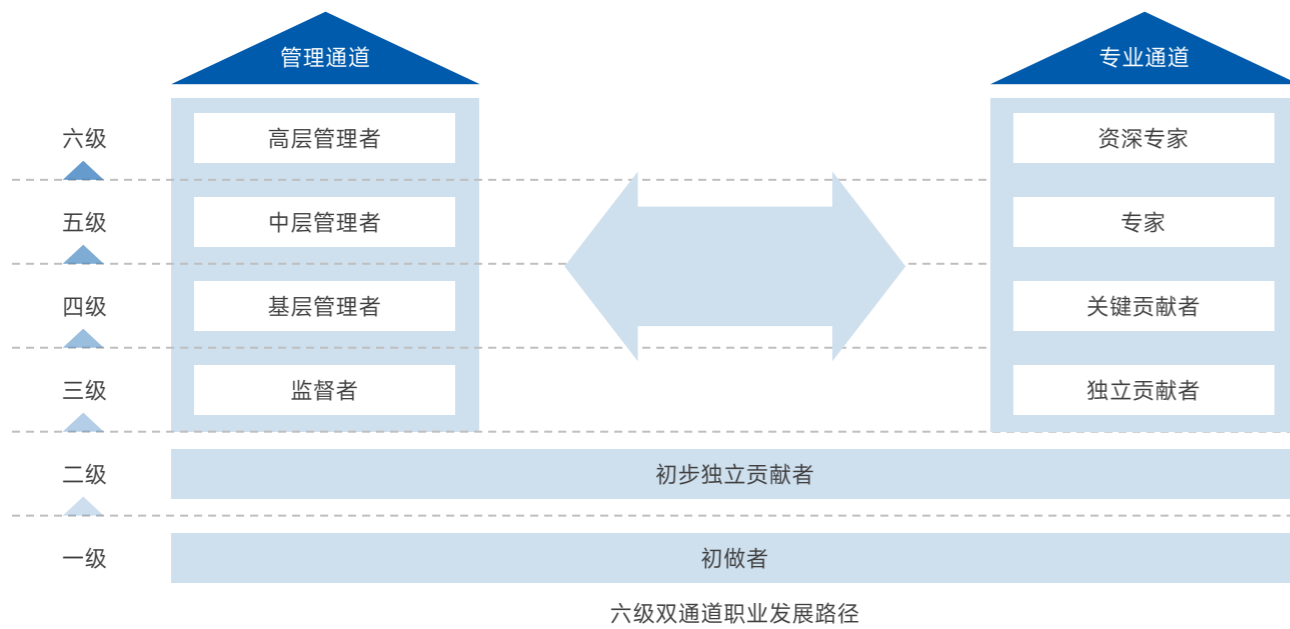 管理通道
专业通道
六级
高层管理者
资深专家
五级
中层管理者
专家
四级
基层管理者
关键贡献者
三级
监督者
独立贡献者
二级
初步独立贡献者
一级
初做者
六级双通道职业发展路径